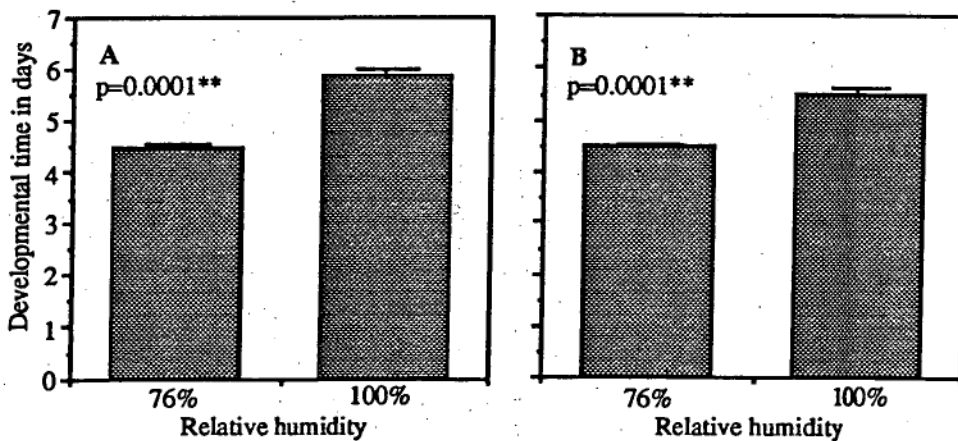 Developmental time in days
7
6
5
4
3
2
1
0
A
p=0.0001**
76%
100%
Relative humidity
B
p=0.0001**
76%
100%
Relative humidity